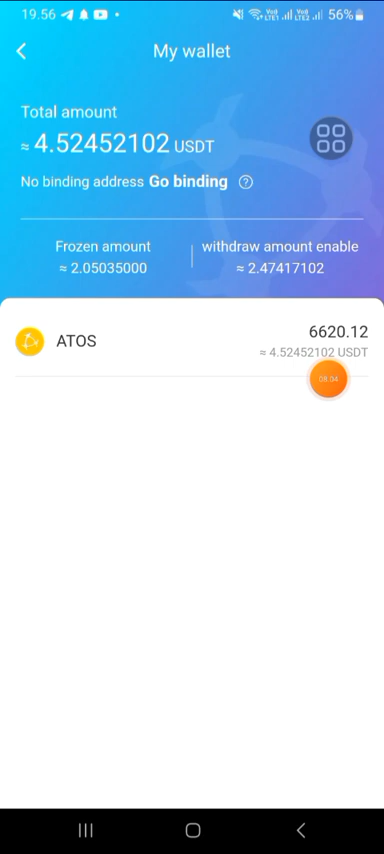 19.56 56%
My wallet
Total amount
≈ 4.52452102 USDT
No binding address Go binding ?
Frozen amount withdraw amount enable
≈ 2.05035000 ≈ 2.47417102
ATOS 6620.12
≈ 4.52452102 USDT
08:04